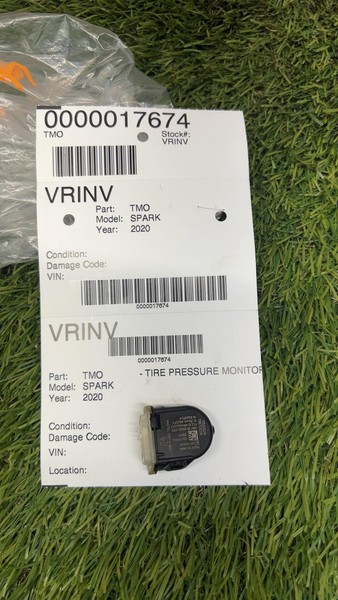 0000017674
TMO
Stock#:
VRINV
VRINV
Part: TMO
Model: SPARK
Year: 2020
Condition:
Damage Code:
VIN:
0000017674
VRINV
0000017674
Part: TMO - TIRE PRESSURE MONITOR
Model: SPARK
Year: 2020
Condition:
Damage Code:
VIN:
Location: